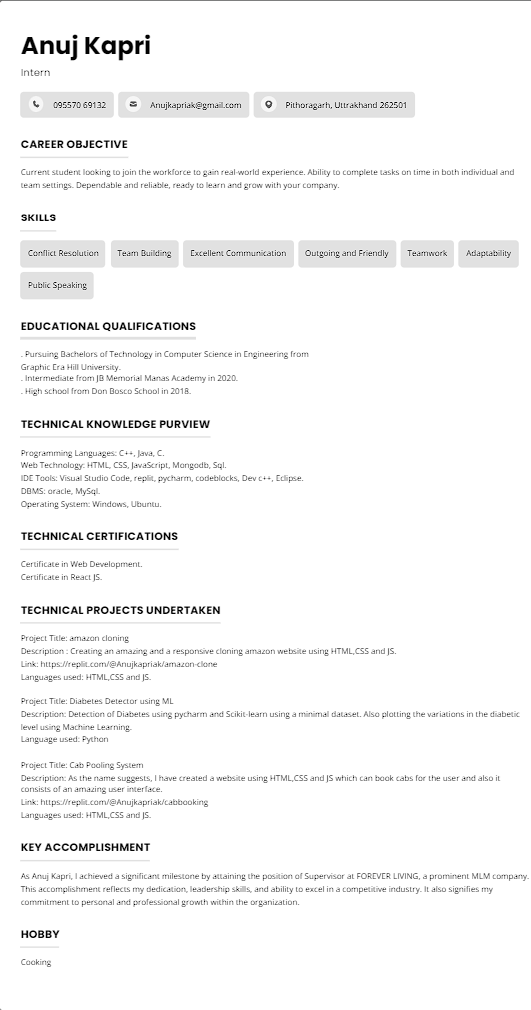 Anuj Kapri
Intern
095570 69132 Anujkapriak@gmail.com Pithoragarh, Uttrakhand 262501
CAREER OBJECTIVE
Current student looking to join the workforce to gain real-world experience. Ability to complete tasks on time in both individual and
team settings. Dependable and reliable, ready to learn and grow with your company.
SKILLS
Conflict Resolution Team Building Excellent Communication Outgoing and Friendly Teamwork Adaptability
Public Speaking
EDUCATIONAL QUALIFICATIONS
. Pursuing Bachelors of Technology in Computer Science in Engineering from
Graphic Era Hill University.
. Intermediate from JB Memorial Manas Academy in 2020.
. High school from Don Bosco School in 2018.
TECHNICAL KNOWLEDGE PURVIEW
Programming Languages: C++, Java, C.
Web Technology: HTML, CSS, JavaScript, Mongodb, Sql.
IDE Tools: Visual Studio Code, replit, pycharm, codeblocks, Dev c++, Eclipse.
DBMS: oracle, MySql.
Operating System: Windows, Ubuntu.
TECHNICAL CERTIFICATIONS
Certificate in Web Development.
Certificate in React JS.
TECHNICAL PROJECTS UNDERTAKEN
Project Title: amazon cloning
Description : Creating an amazing and a responsive cloning amazon website using HTML,CSS and JS.
Link: https://replit.com/@Anujkapriak/amazon-clone
Languages used: HTML,CSS and JS.
Project Title: Diabetes Detector using ML
Description: Detection of Diabetes using pycharm and Scikit-learn using a minimal dataset. Also plotting the variations in the diabetic
level using Machine Learning.
Language used: Python
Project Title: Cab Pooling System
Description: As the name suggests, I have created a website using HTML,CSS and JS which can book cabs for the user and also it
consists of an amazing user interface.
Link: https://replit.com/@Anujkapriak/cabbooking
Languages used: HTML,CSS and JS.
KEY ACCOMPLISHMENT
As Anuj Kapri, I achieved a significant milestone by attaining the position of Supervisor at FOREVER LIVING, a prominent MLM company.
This accomplishment reflects my dedication, leadership skills, and ability to excel in a competitive industry. It also signifies my
commitment to personal and professional growth within the organization.
HOBBY
Cooking